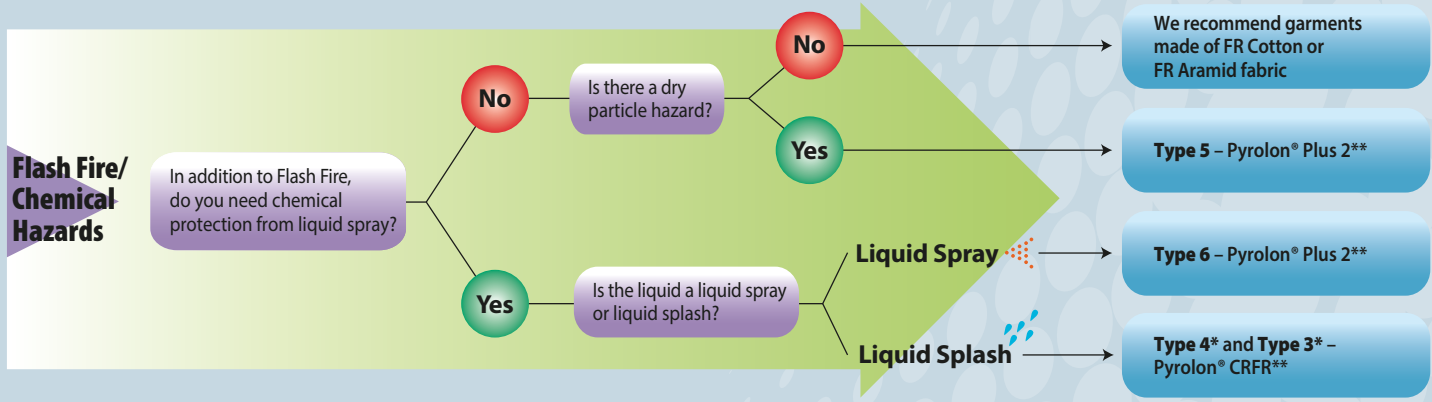 Flash Fire/
Chemical
Hazards
In addition to Flash Fire,
do you need chemical
protection from liquid spray?
No
Is there a dry
particle hazard?
No
We recommend garments
made of FR Cotton or
FR Aramid fabric
Yes
Type 5 – Pyrolon® Plus 2**
Yes
Is the liquid a liquid spray
or liquid splash?
Liquid Spray
Type 6 – Pyrolon® Plus 2**
Liquid Splash
Type 4* and Type 3* –
Pyrolon® CRFR**